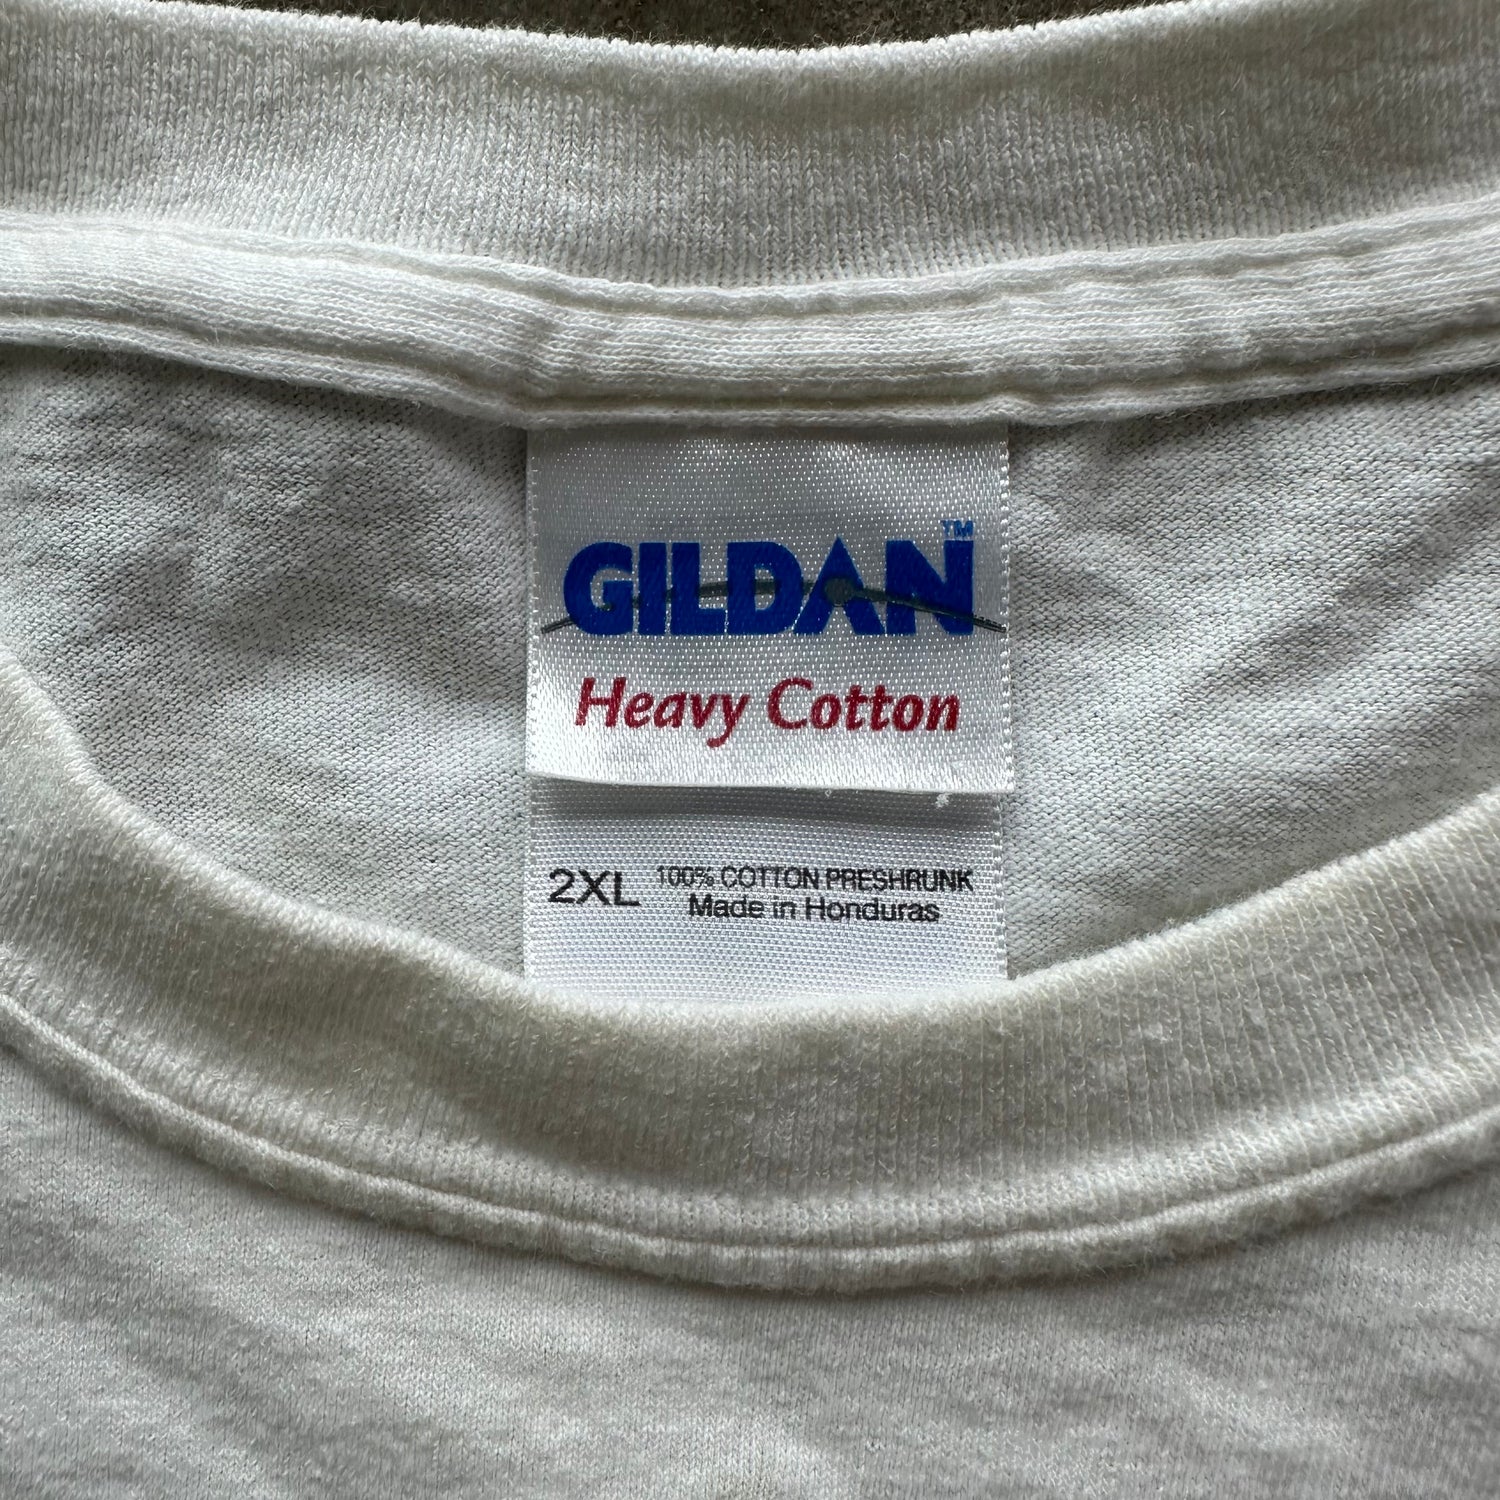 GILDAN™
Heavy Cotton
2XL 100% COTTON PRESHRUNK
Made in Honduras